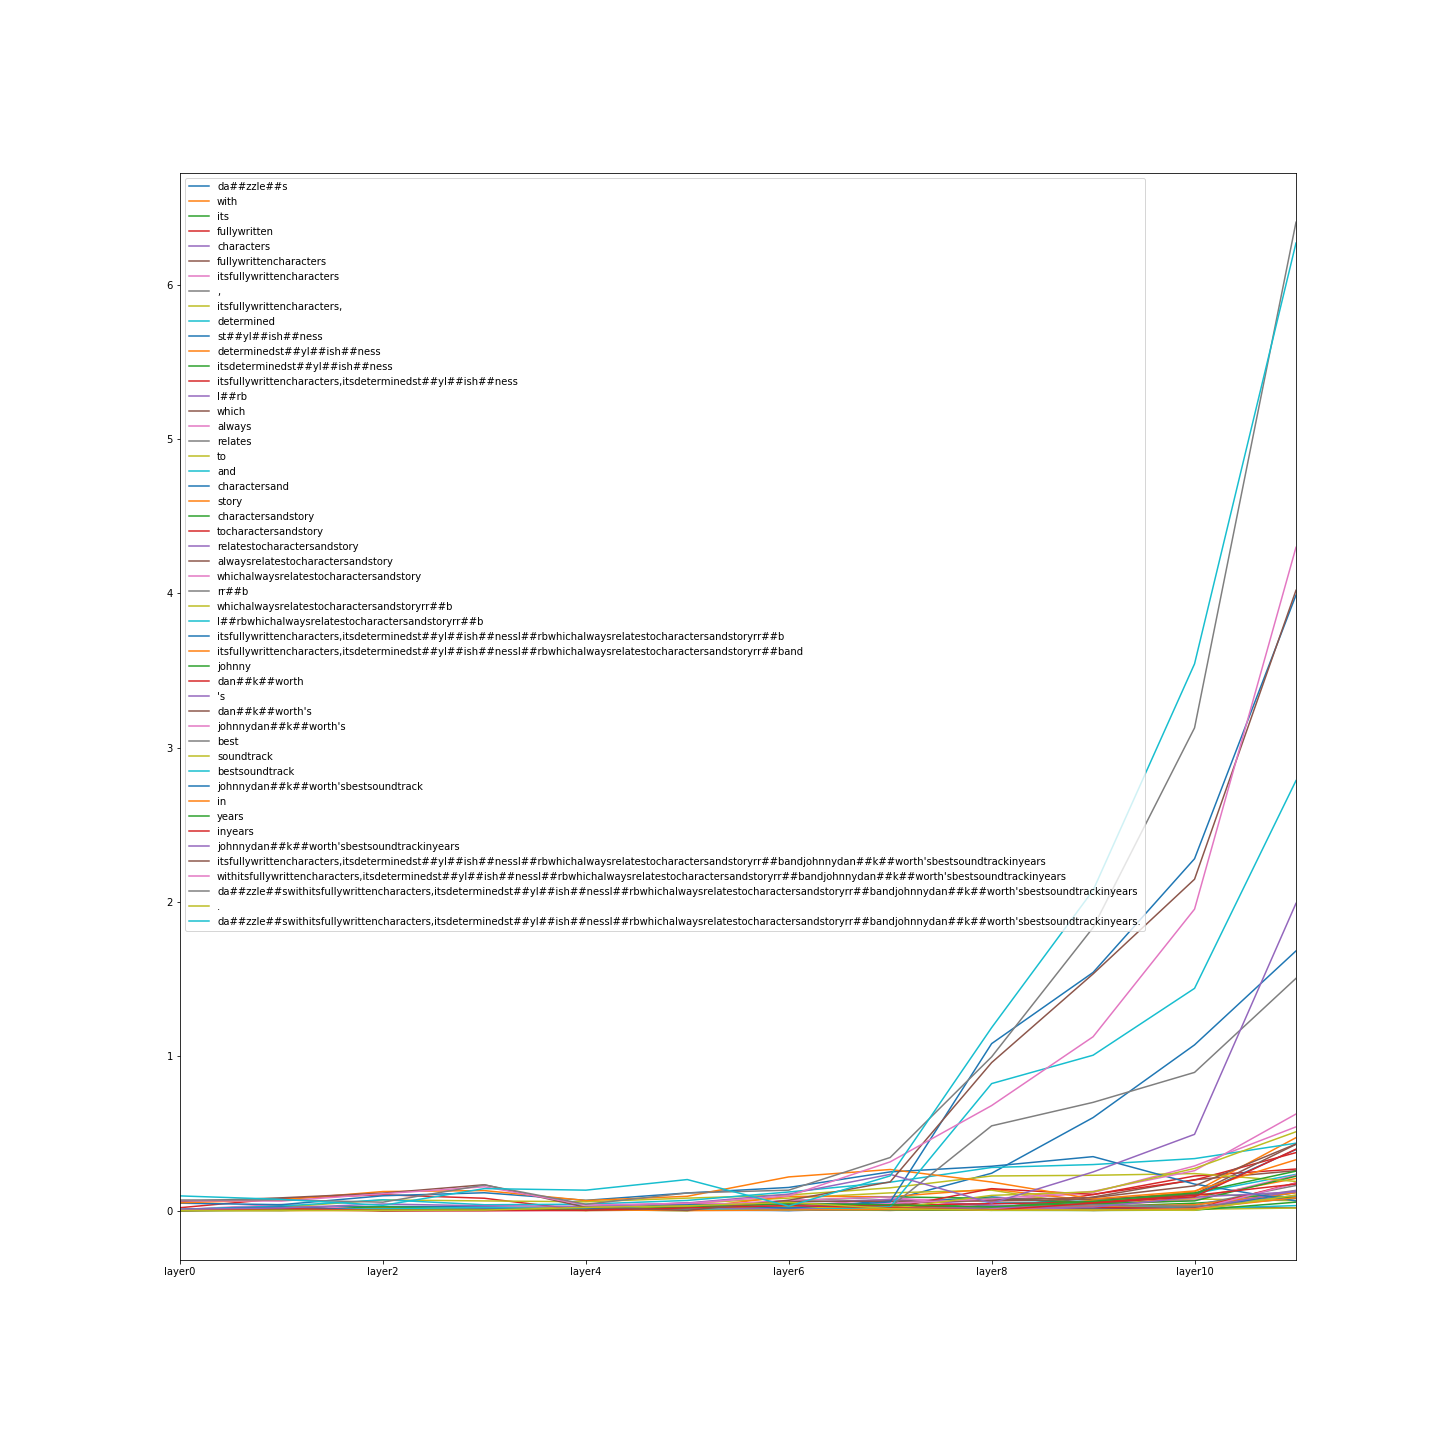 da##zzle##s
with
its
fullywritten
characters
fullywrittencharacters
itsfullywrittencharacters
,
itsfullywrittencharacters,
determined
st##yl##ish##ness
determinedst##yl##ish##ness
itsdeterminedst##yl##ish##ness
itsfullywrittencharacters,itsdeterminedst##yl##ish##ness
l##rb
which
always
relates
to
and
charactersand
story
charactersandstory
tocharactersandstory
relatestocharactersandstory
alwaysrelatestocharactersandstory
whichalwaysrelatestocharactersandstory
rr##b
whichalwaysrelatestocharactersandstoryrr##b
l##rbwhichalwaysrelatestocharactersandstoryrr##b
itsfullywrittencharacters,itsdeterminedst##yl##ish##nessl##rbwhichalwaysrelatestocharactersandstoryrr##b
itsfullywrittencharacters,itsdeterminedst##yl##ish##nessl##rbwhichalwaysrelatestocharactersandstoryrr##band
johnny
dan##k##worth
's
dan##k##worth's
johnnydan##k##worth's
best
soundtrack
bestsoundtrack
johnnydan##k##worth'sbestsoundtrack
in
years
inyears
johnnydan##k##worth'sbestsoundtrackinyears
itsfullywrittencharacters,itsdeterminedst##yl##ish##nessl##rbwhichalwaysrelatestocharactersandstoryrr##bandjohnnydan##k##worth'sbestsoundtrackinyears
withitsfullywrittencharacters,itsdeterminedst##yl##ish##nessl##rbwhichalwaysrelatestocharactersandstoryrr##bandjohnnydan##k##worth'sbestsoundtrackinyears
da##zzle##swithitsfullywrittencharacters,itsdeterminedst##yl##ish##nessl##rbwhichalwaysrelatestocharactersandstoryrr##bandjohnnydan##k##worth'sbestsoundtrackinyears
.
da##zzle##swithitsfullywrittencharacters,itsdeterminedst##yl##ish##nessl##rbwhichalwaysrelatestocharactersandstoryrr##bandjohnnydan##k##worth'sbestsoundtrackinyears.
6
5
4
3
2
1
0
layer0 layer2 layer4 layer6 layer8 layer10